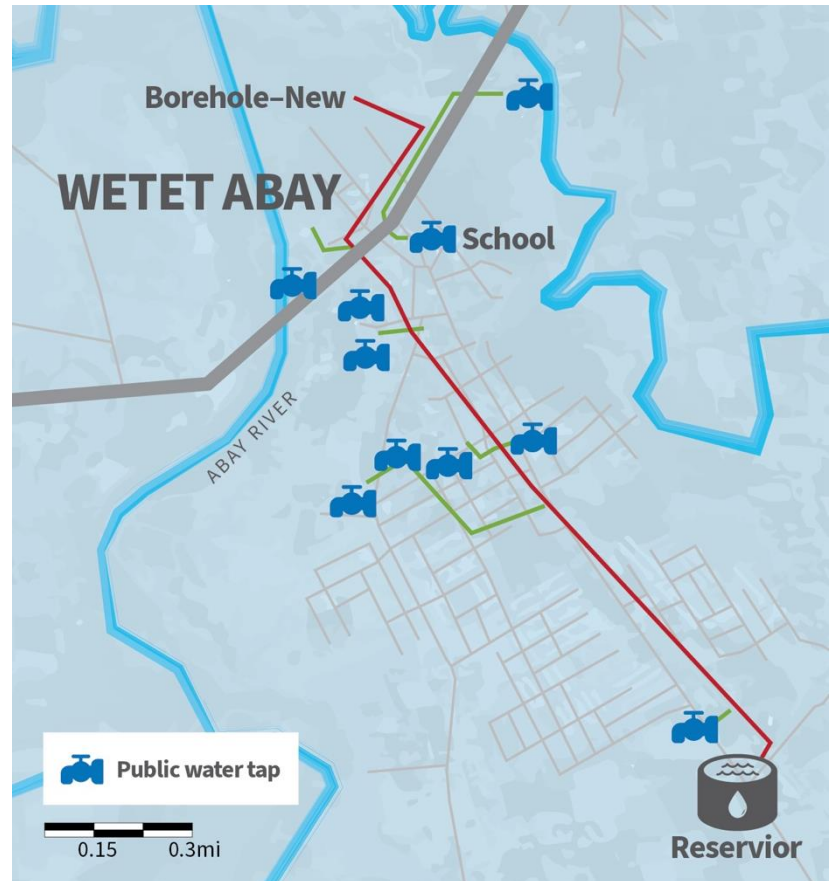 Borehole–New
WETET ABAY
School
ABAY RIVER
Public water tap
0.15 0.3mi
Reservior